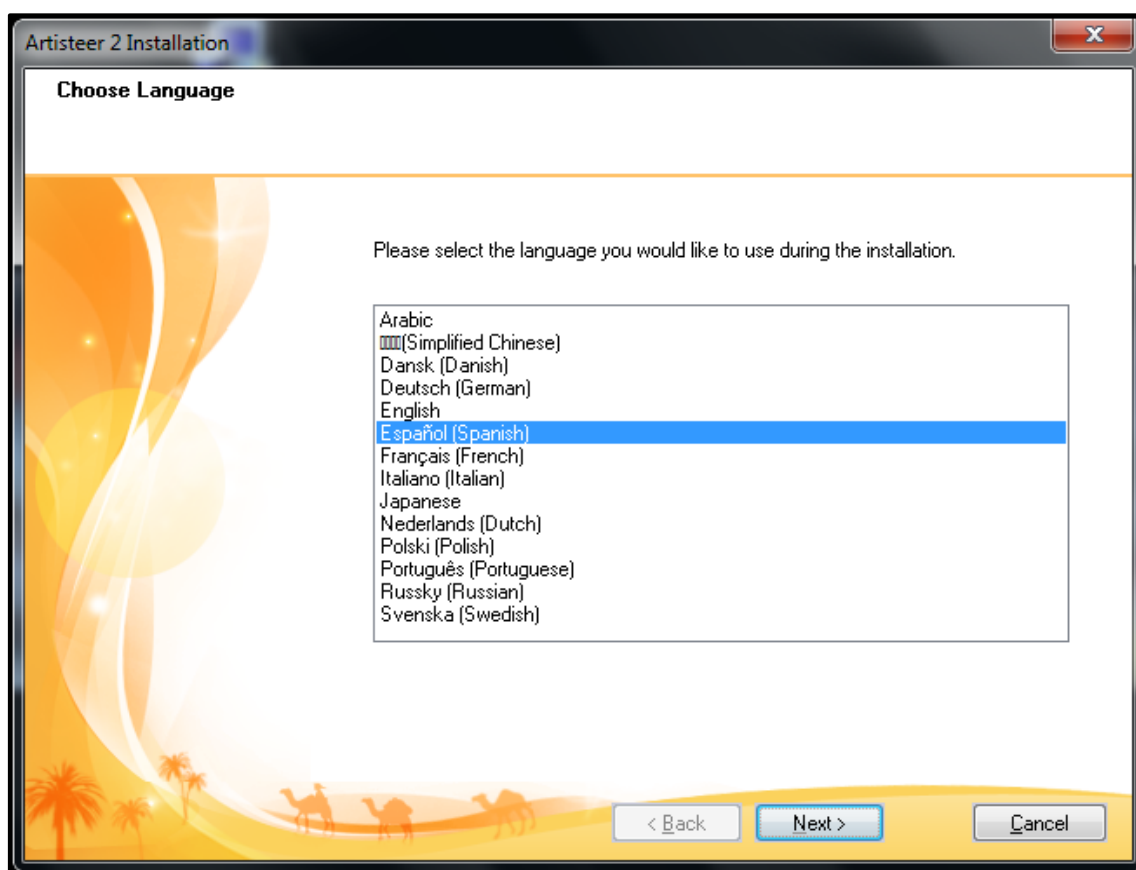 Artisteer 2 Installation
Choose Language
Please select the language you would like to use during the installation.
Arabic
(Simplified Chinese)
Dansk (Danish)
Deutsch (German)
English
Español (Spanish)
Français (French)
Italiano (Italian)
Japanese
Nederlands (Dutch)
Polski (Polish)
Português (Portuguese)
Russky (Russian)
Svenska (Swedish)
< Back Next > Cancel